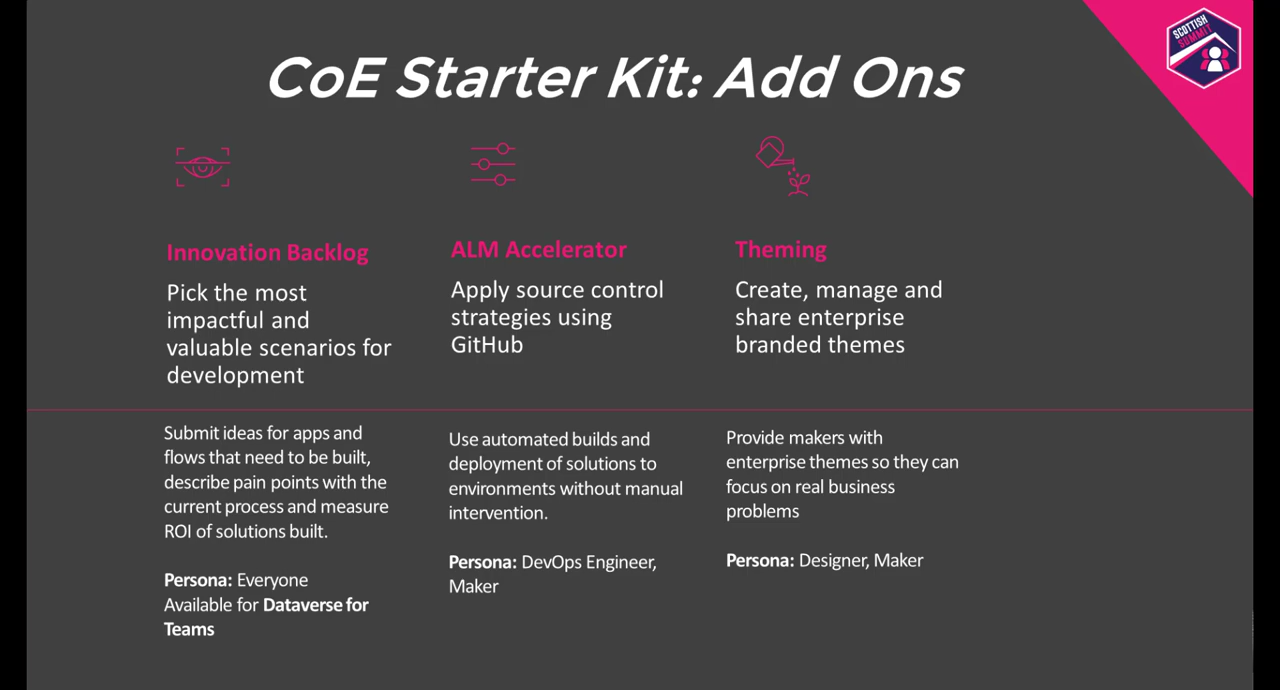 CoE Starter Kit: Add Ons
SCOTTISH
SUMMIT
Innovation Backlog
Pick the most
impactful and
valuable scenarios for
development
Submit ideas for apps and
flows that need to be built,
describe pain points with the
current process and measure
ROI of solutions built.
Persona: Everyone
Available for Dataverse for
Teams
ALM Accelerator
Apply source control
strategies using
GitHub
Use automated builds and
deployment of solutions to
environments without manual
intervention.
Persona: DevOps Engineer,
Maker
Theming
Create, manage and
share enterprise
branded themes
Provide makers with
enterprise themes so they can
focus on real business
problems
Persona: Designer, Maker